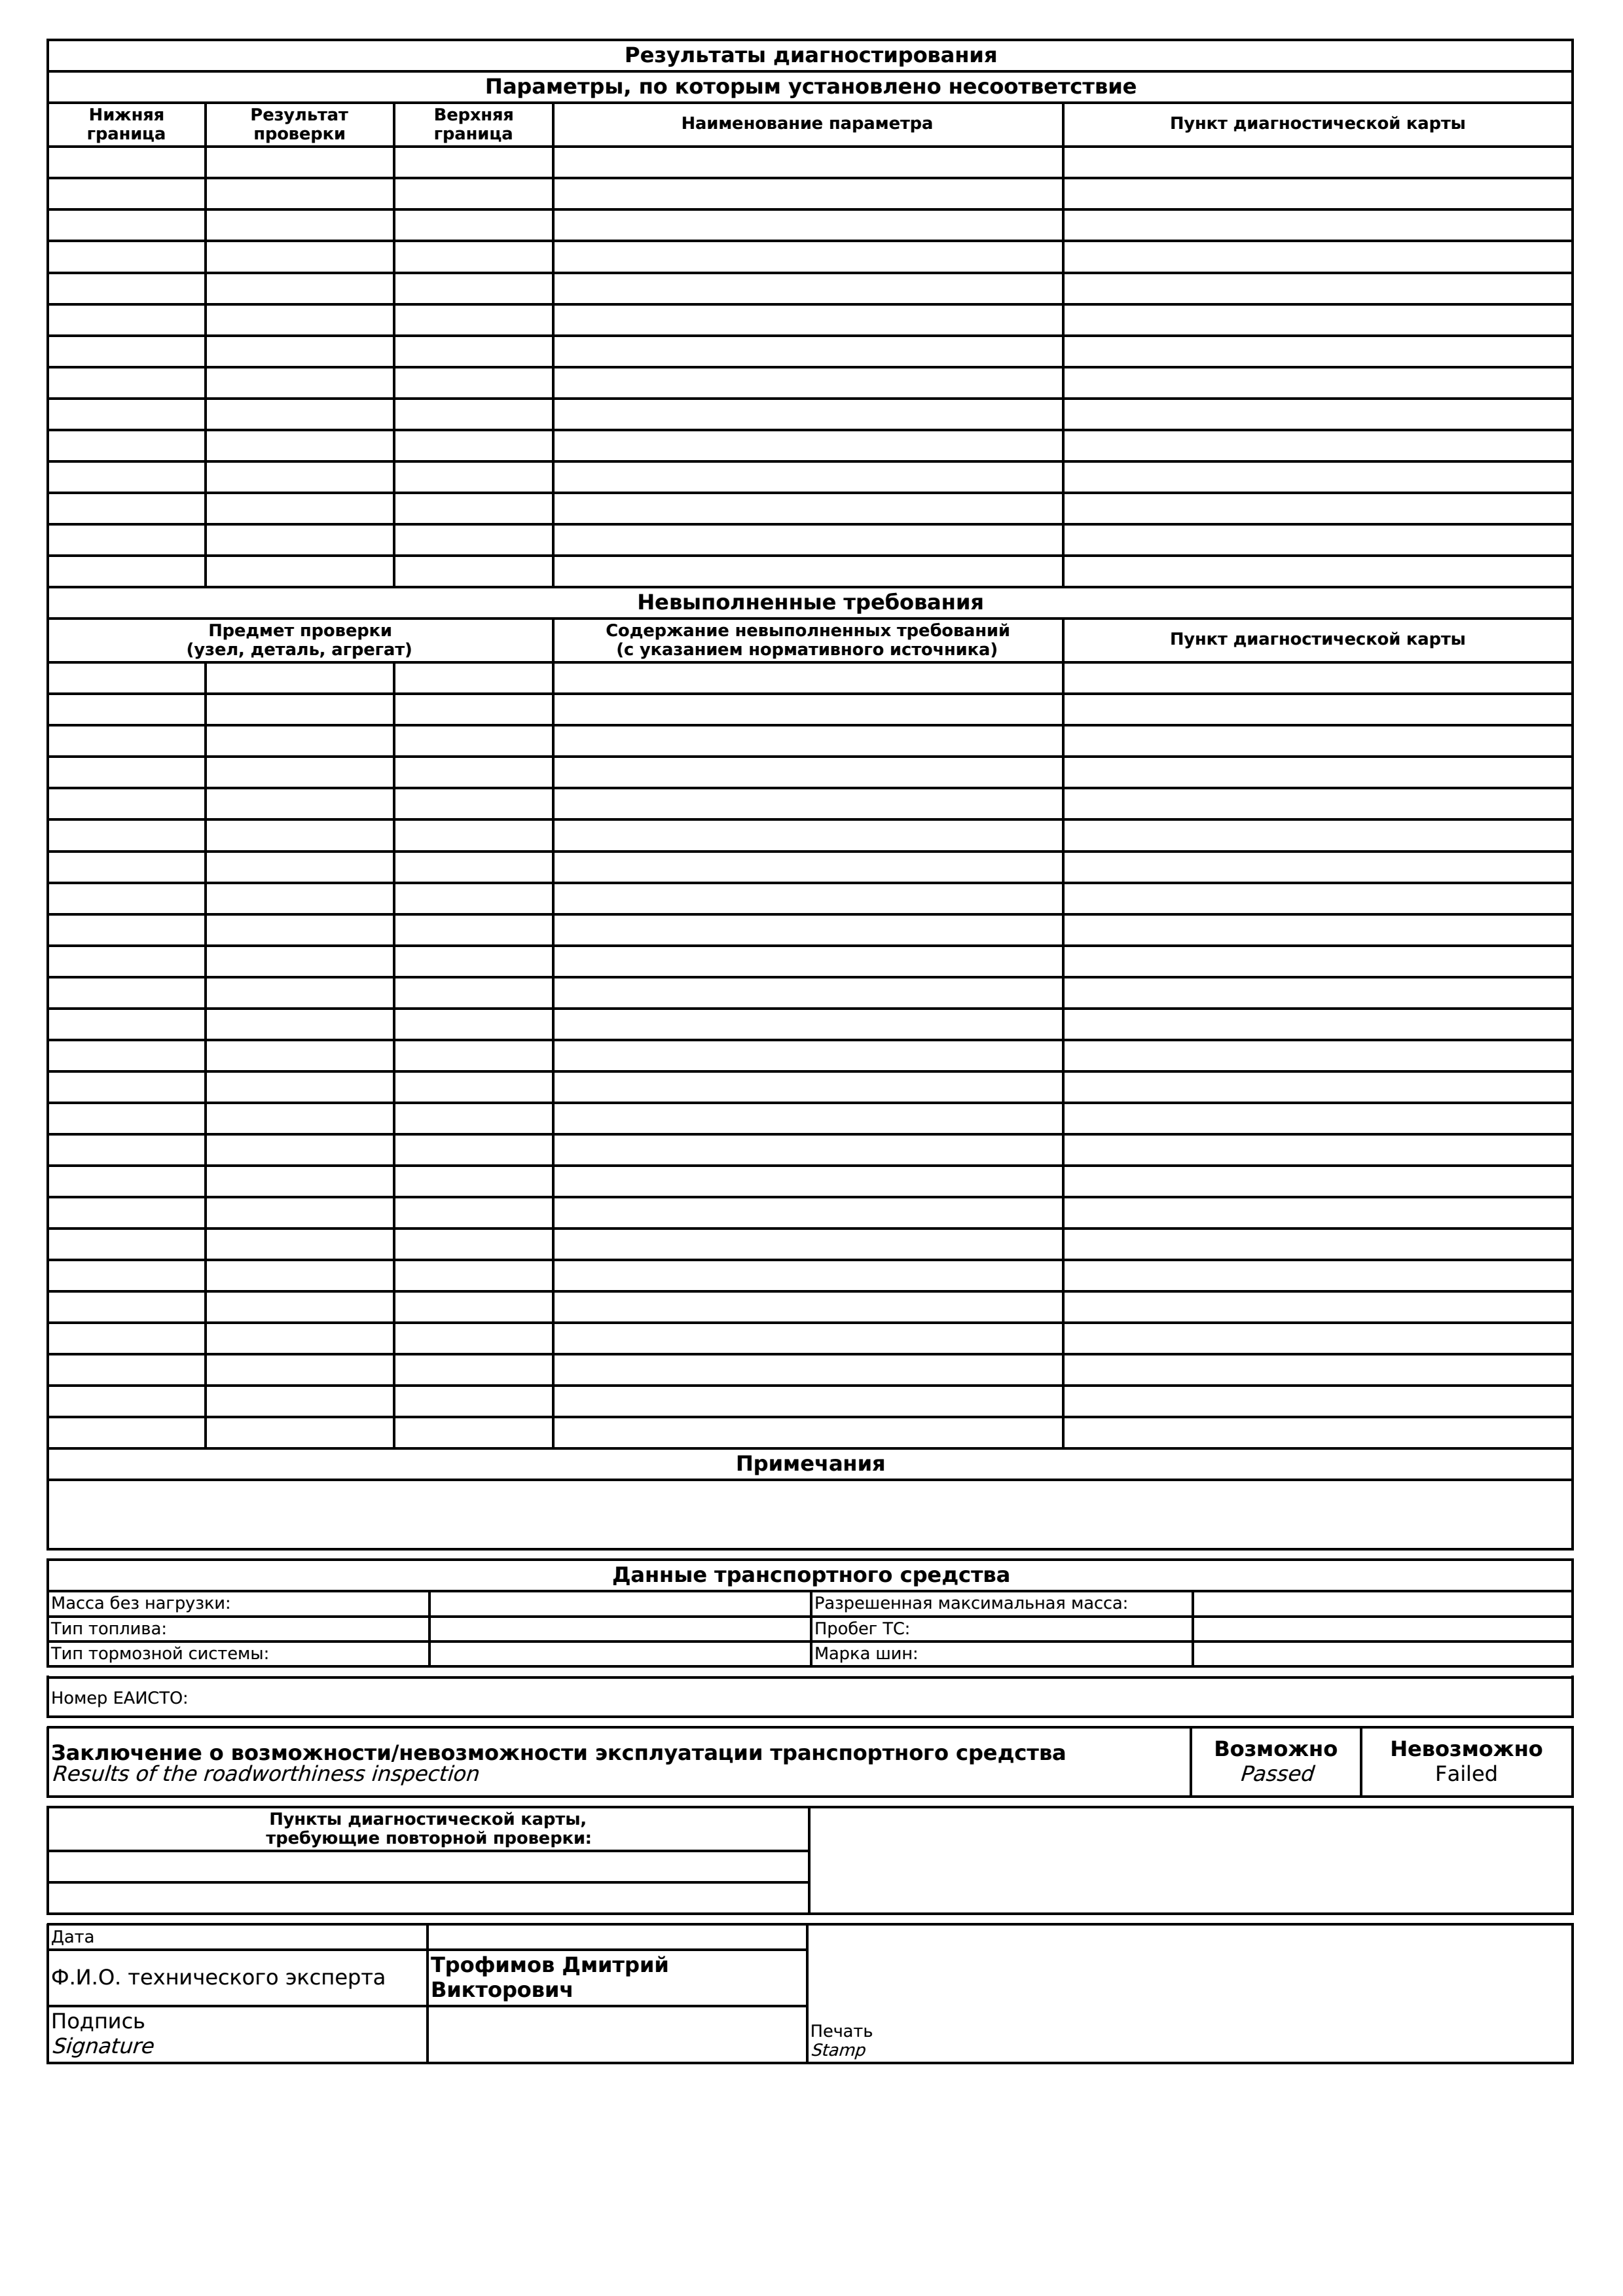 Результаты диагностирования
Параметры, по которым установлено несоответствие
Нижняя
граница
Результат
проверки
Верхняя
граница
Наименование параметра
Пункт диагностической карты
Невыполненные требования
Предмет проверки
(узел, деталь, агрегат)
Содержание невыполненных требований
(с указанием нормативного источника)
Пункт диагностической карты
Примечания
Данные транспортного средства
Масса без нагрузки:
Разрешенная максимальная масса:
Тип топлива:
Пробег ТС:
Тип тормозной системы:
Марка шин:
Номер ЕАИСТО:
Заключение о возможности/невозможности эксплуатации транспортного средства
Results of the roadworthiness inspection
Возможно
Passed
Невозможно
Failed
Пункты диагностической карты,
требующие повторной проверки:
Дата
Ф.И.О. технического эксперта
Трофимов Дмитрий
Викторович
Подпись
Signature
Печать
Stamp